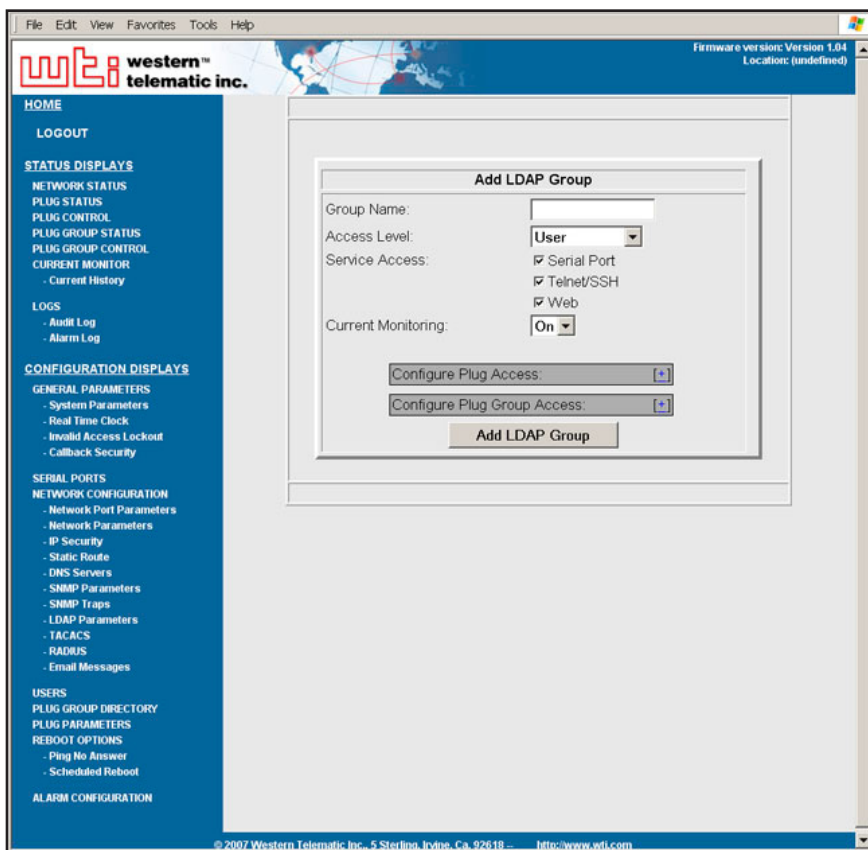 File Edit View Favorites Tools Help
wti western™
telematic inc.
Firmware version: Version 1.04
Location: (undefined)
HOME
LOGOUT
STATUS DISPLAYS
NETWORK STATUS
PLUG STATUS
PLUG CONTROL
PLUG GROUP STATUS
PLUG GROUP CONTROL
CURRENT MONITOR
- Current History
LOGS
- Audit Log
- Alarm Log
CONFIGURATION DISPLAYS
GENERAL PARAMETERS
- System Parameters
- Real Time Clock
- Invalid Access Lockout
- Callback Security
SERIAL PORTS
NETWORK CONFIGURATION
- Network Port Parameters
- Network Parameters
- IP Security
- Static Route
- DNS Servers
- SNMP Parameters
- SNMP Traps
- LDAP Parameters
- TACACS
- RADIUS
- Email Messages
USERS
PLUG GROUP DIRECTORY
PLUG PARAMETERS
REBOOT OPTIONS
- Ping No Answer
- Scheduled Reboot
ALARM CONFIGURATION
Add LDAP Group
Group Name:
Access Level: User
Service Access: Serial Port
Telnet/SSH
Web
Current Monitoring: On
Configure Plug Access: [+]
Configure Plug Group Access: [+]
Add LDAP Group
© 2007 Western Telematic Inc., 5 Sterling, Irvine, Ca. 92618 -- http://www.wti.com